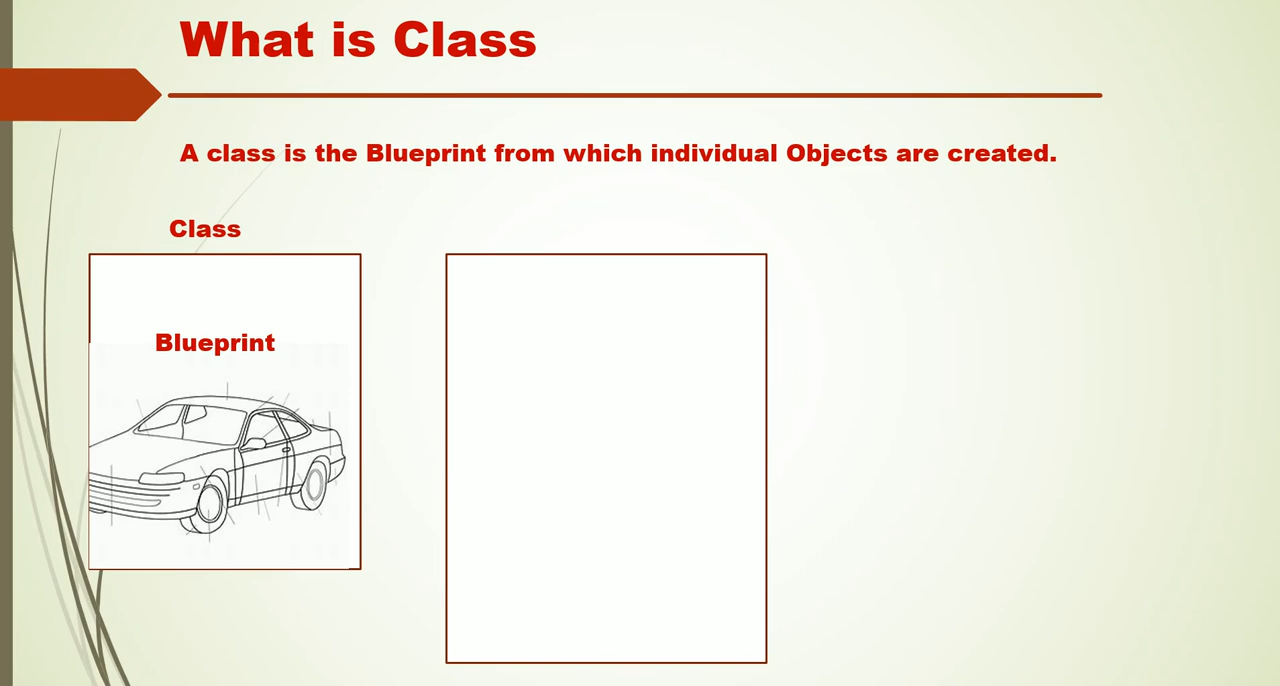 What is Class
A class is the Blueprint from which individual Objects are created.
Class
Blueprint